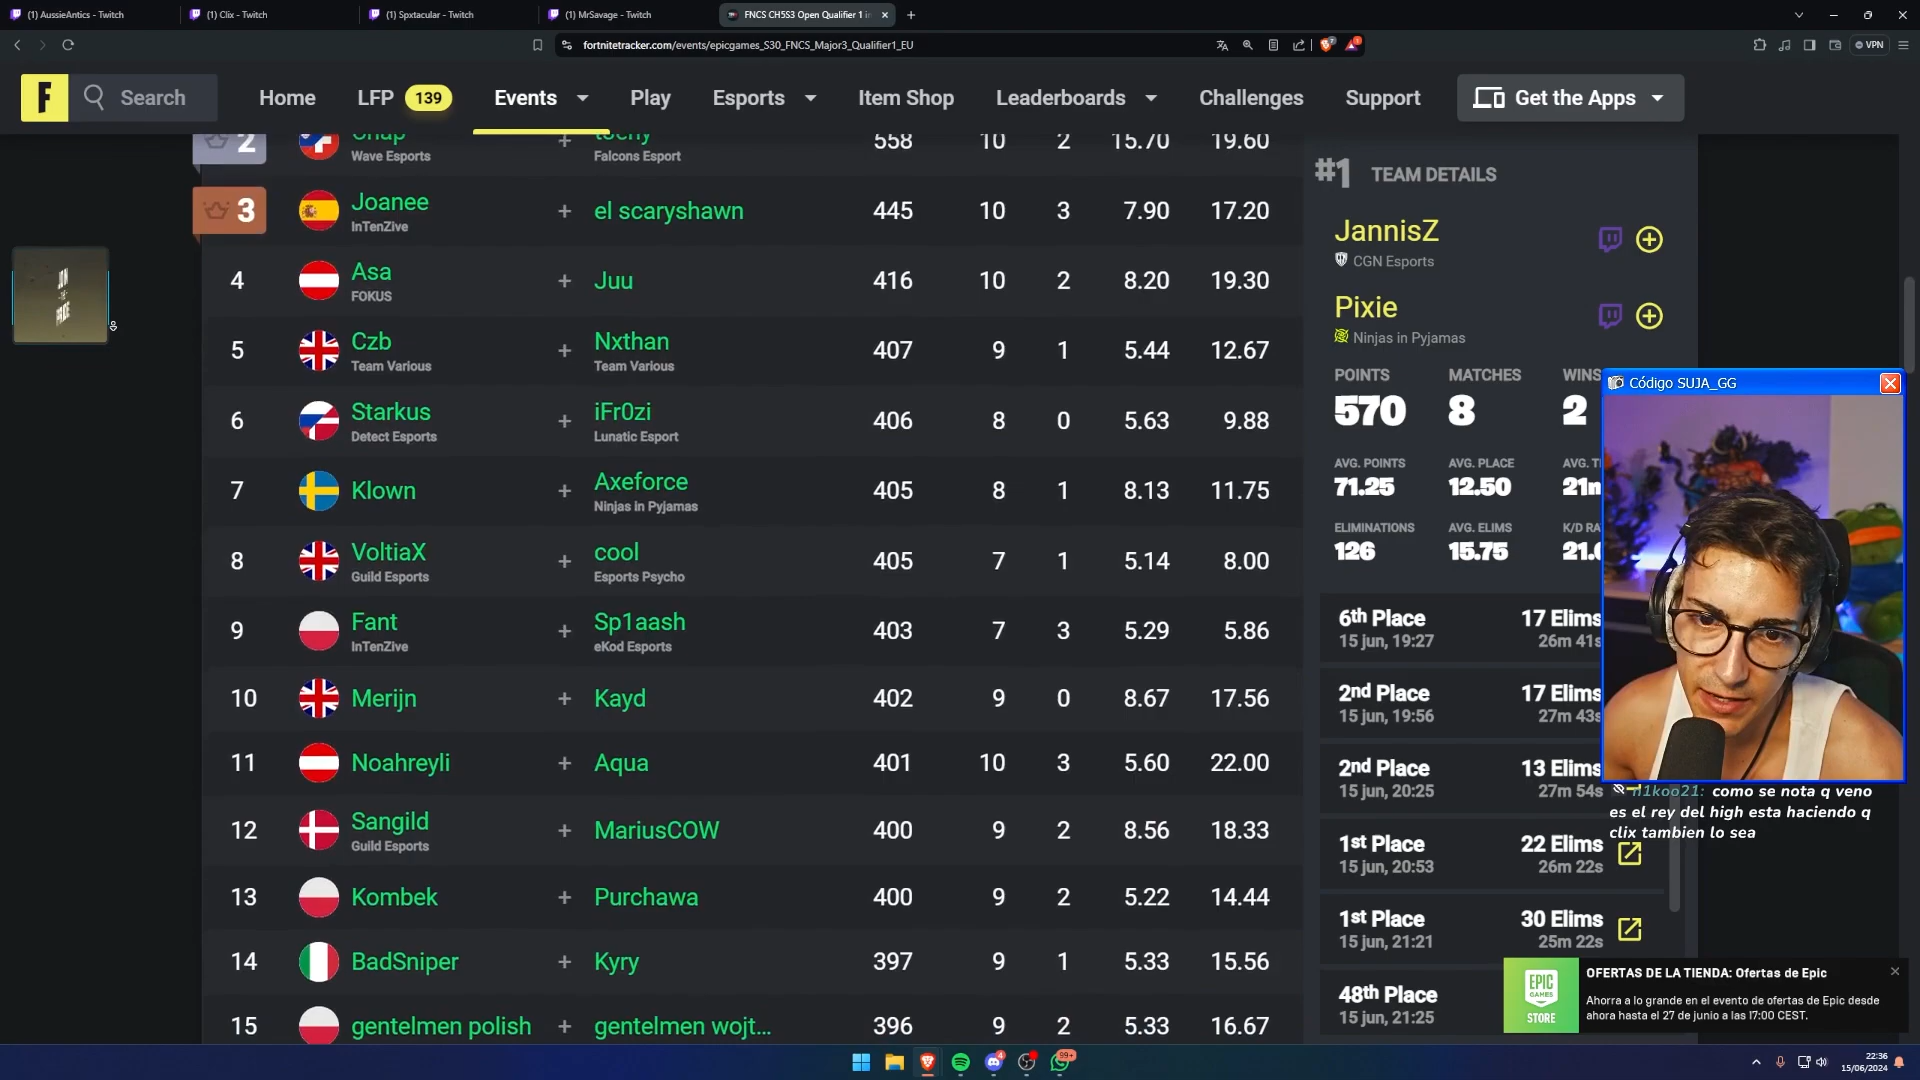 (1) AussieAntics - Twitch
(1) Clix - Twitch
(1) Spxtacular - Twitch
(1) MrSavage - Twitch
FNCS CH5S3 Open Qualifier 1 in
fortnitetracker.com/events/epicgames_S30_FNCS_Major3_Qualifier1_EU
VPN
F Search Home LFP 139 Events Play Esports Item Shop Leaderboards Challenges Support Get the Apps
2 + 558 10 2 15.70 19.60
Wave Esports Falcons Esport
3 Joanee + el scaryshawn 445 10 3 7.90 17.20
InTenZive
4 Asa + Juu 416 10 2 8.20 19.30
FOKUS
5 Czb + Nxthan 407 9 1 5.44 12.67
Team Various Team Various
6 Starkus + iFr0zi 406 8 0 5.63 9.88
Detect Esports Lunatic Esport
7 Klown + Axeforce 405 8 1 8.13 11.75
Ninjas in Pyjamas
8 VoltiaX + cool 405 7 1 5.14 8.00
Guild Esports Esports Psycho
9 Fant + Sp1aash 403 7 3 5.29 5.86
InTenZive eKod Esports
10 Merijn + Kayd 402 9 0 8.67 17.56
11 Noahreyli + Aqua 401 10 3 5.60 22.00
12 Sangild + MariusCOW 400 9 2 8.56 18.33
Guild Esports
13 Kombek + Purchawa 400 9 2 5.22 14.44
14 BadSniper + Kyry 397 9 1 5.33 15.56
15 gentelmen polish + gentelmen wojt... 396 9 2 5.33 16.67
#1 TEAM DETAILS
JannisZ
CGN Esports
Pixie
Ninjas in Pyjamas
POINTS MATCHES WINS
570 8 2
AVG. POINTS AVG. PLACE AVG. T
71.25 12.50 21m
ELIMINATIONS AVG. ELIMS K/D RA
126 15.75 21.0
6th Place 17 Elims
15 jun, 19:27 26m 41s
2nd Place 17 Elims
15 jun, 19:56 27m 43s
2nd Place 13 Elims
15 jun, 20:25 27m 54s
1st Place 22 Elims
15 jun, 20:53 26m 22s
1st Place 30 Elims
15 jun, 21:21 25m 22s
48th Place
15 jun, 21:25
Código SUJA_GG
n1koo21: como se nota q veno
es el rey del high esta haciendo q
clix tambien lo sea
EPIC
GAMES
STORE
OFERTAS DE LA TIENDA: Ofertas de Epic
Ahorra a lo grande en el evento de ofertas de Epic desde
ahora hasta el 27 de junio a las 17:00 CEST.
4
99+
22:36
15/06/2024